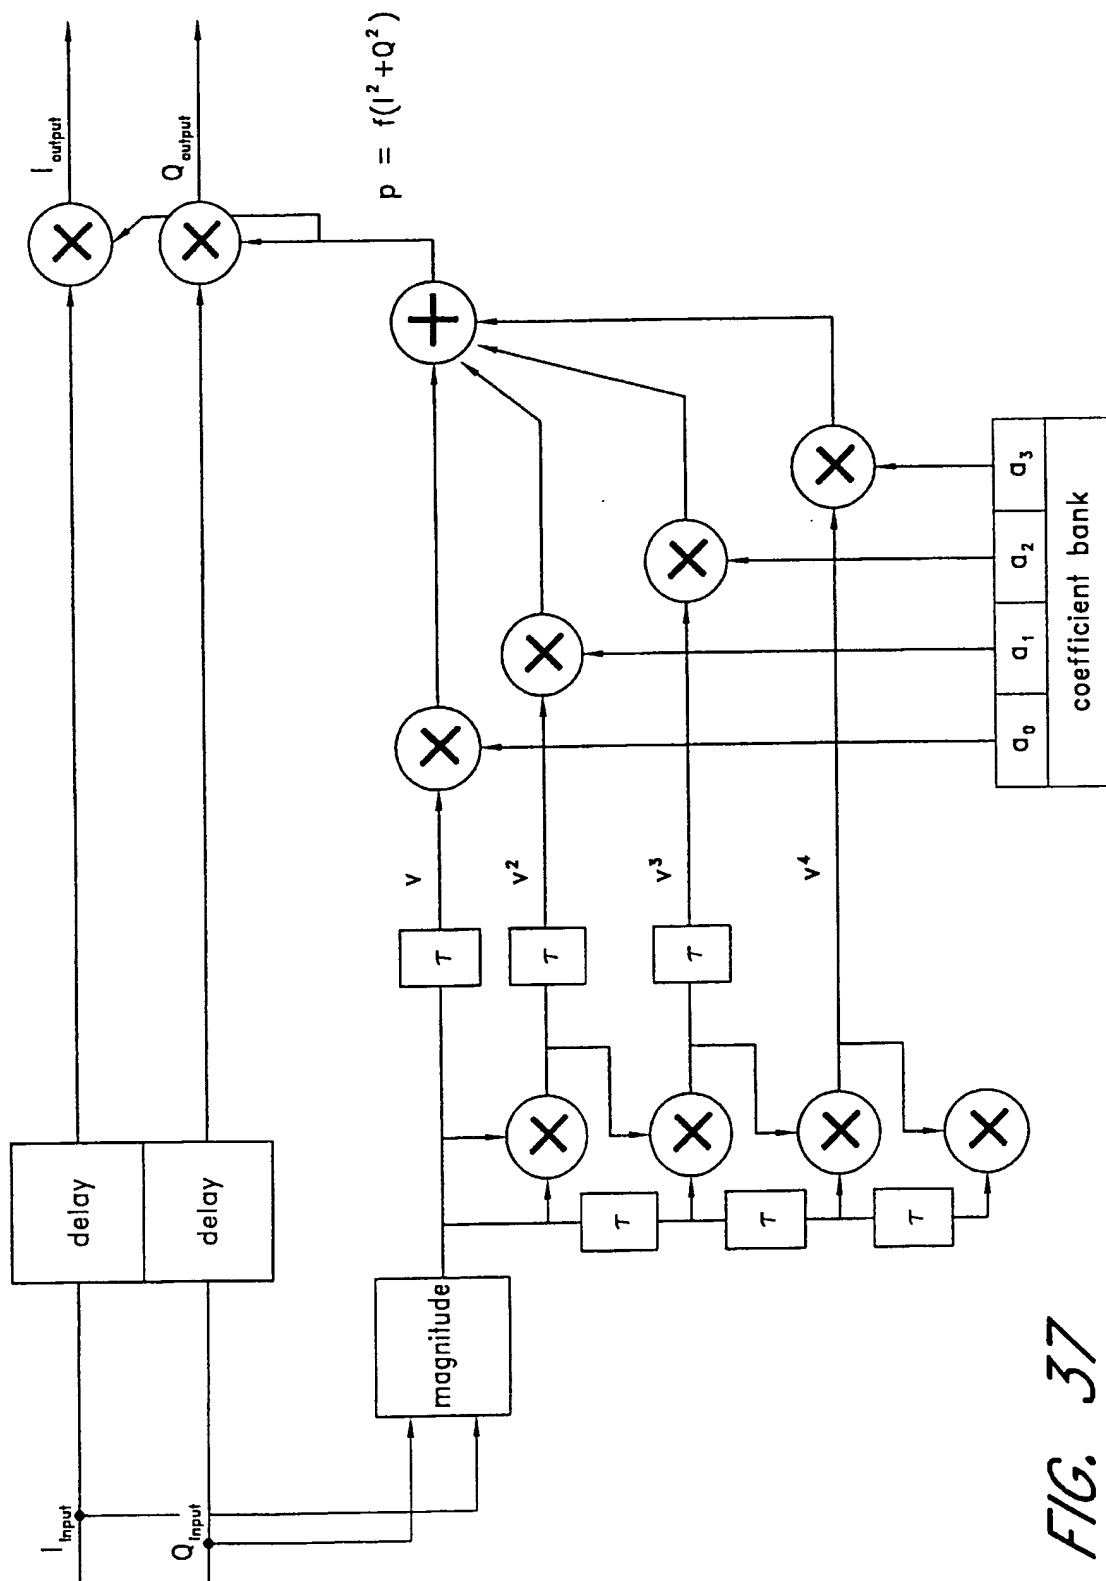 I_input
Q_input
delay
delay
I_output
Q_output
p = f(I² + Q²)
magnitude
τ
τ
τ
τ
τ
τ
v
v²
v³
v⁴
a₀
a₁
a₂
a₃
coefficient bank
FIG. 37